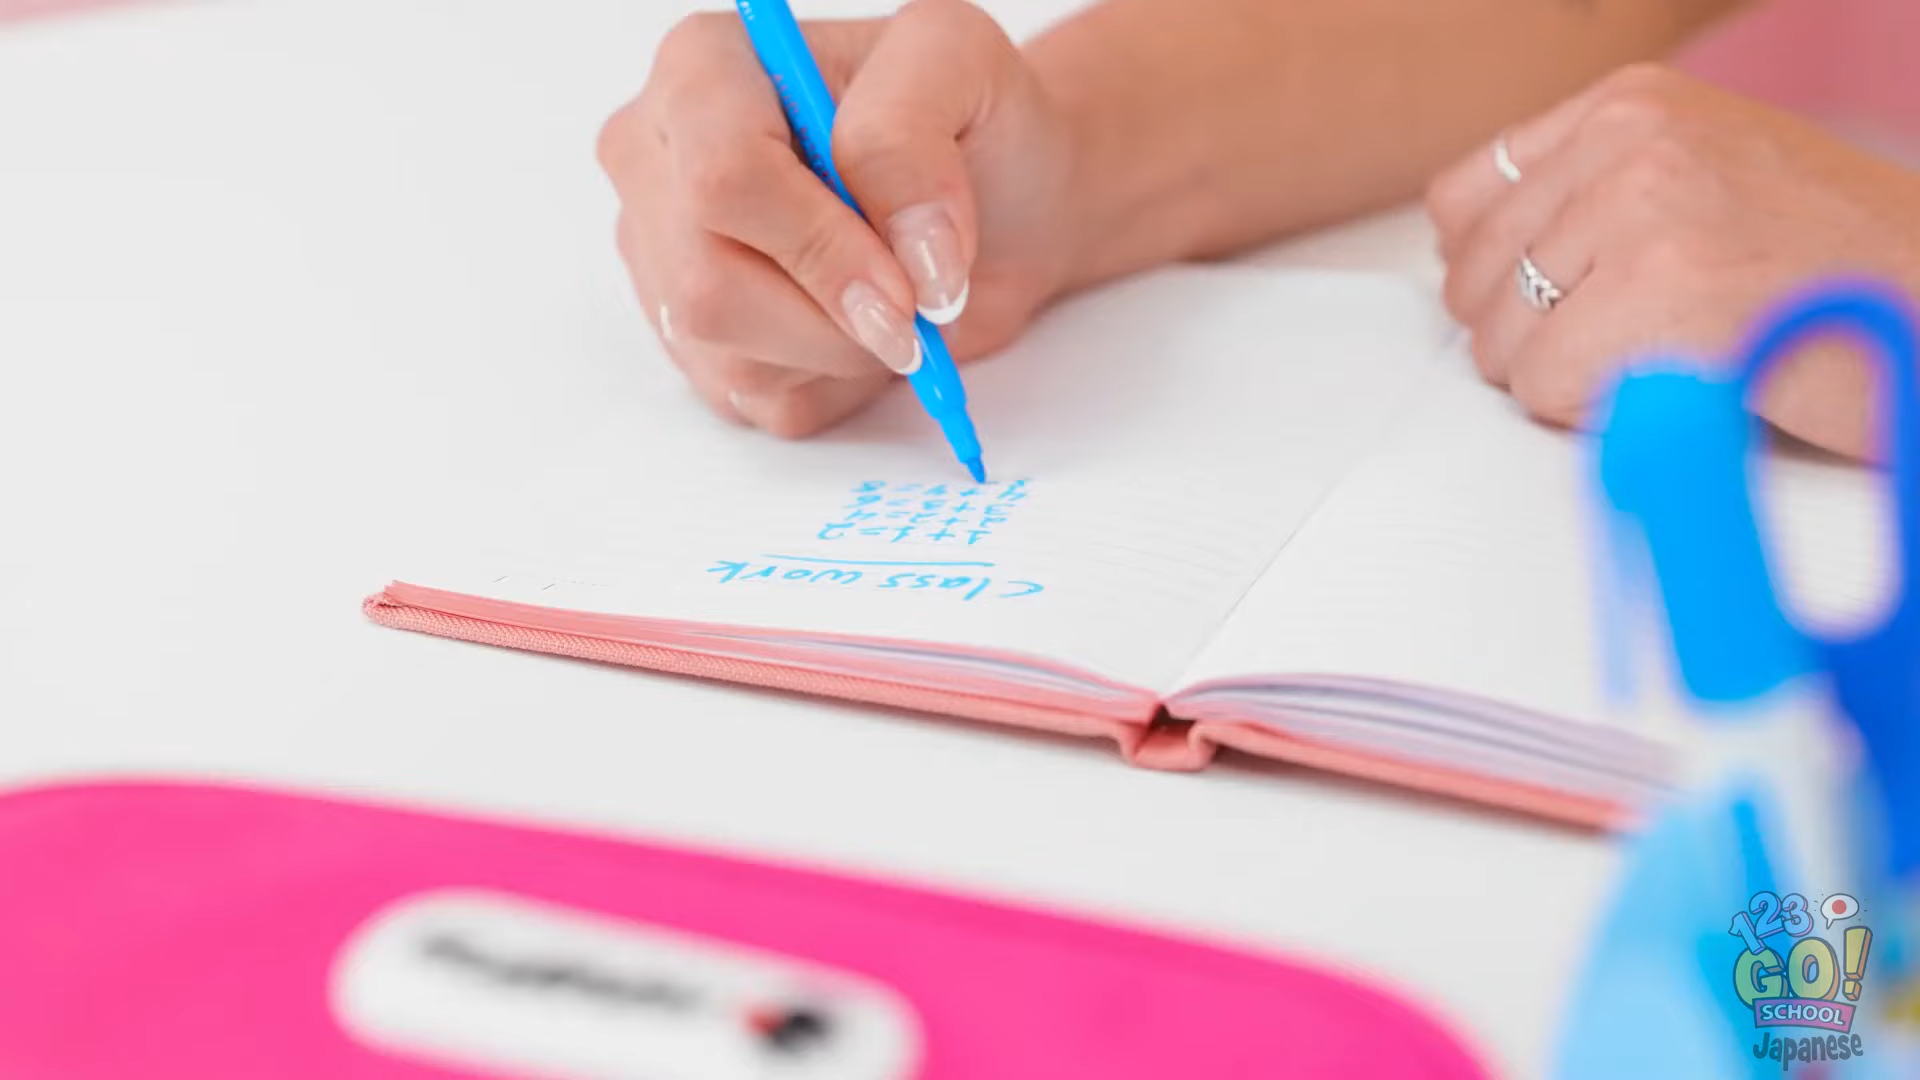 Class work
1+1=2
2+2=4
3+3=6
4+4=8
123
GO!
SCHOOL
Japanese